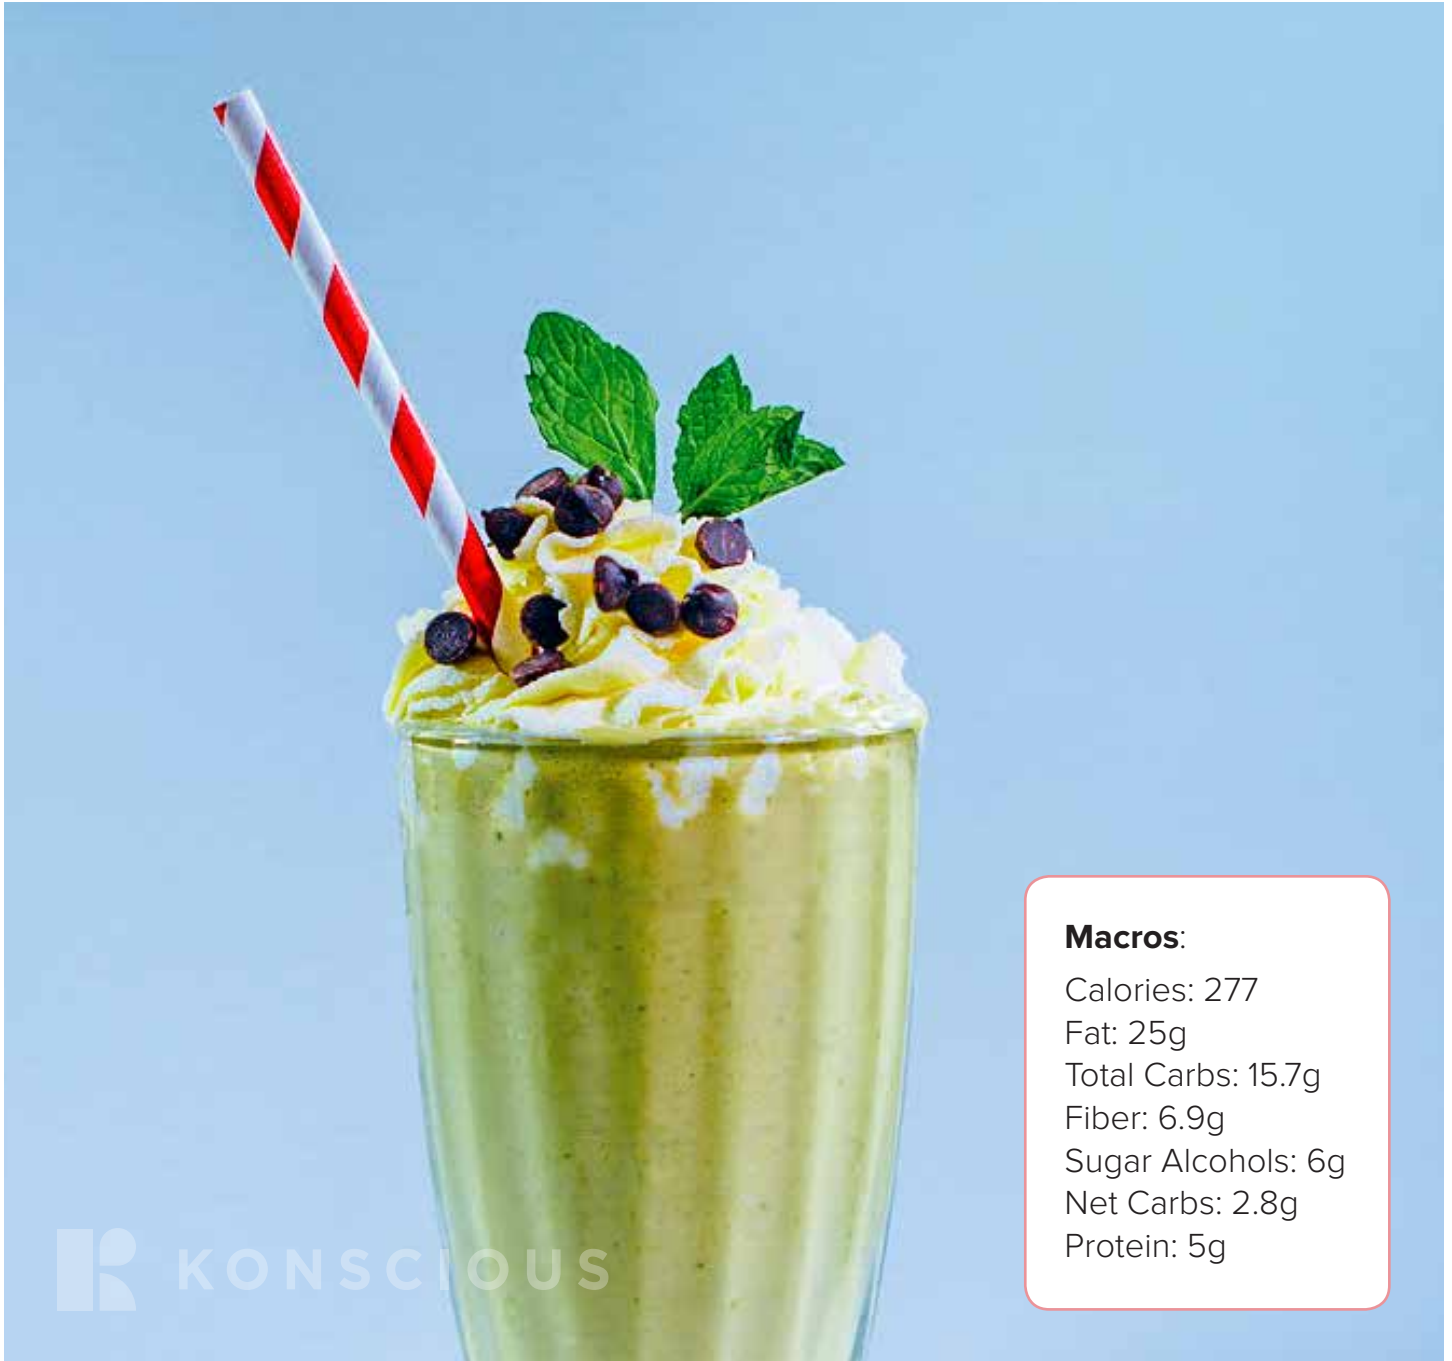 Macros:
Calories: 277
Fat: 25g
Total Carbs: 15.7g
Fiber: 6.9g
Sugar Alcohols: 6g
Net Carbs: 2.8g
Protein: 5g
KONSCIOUS